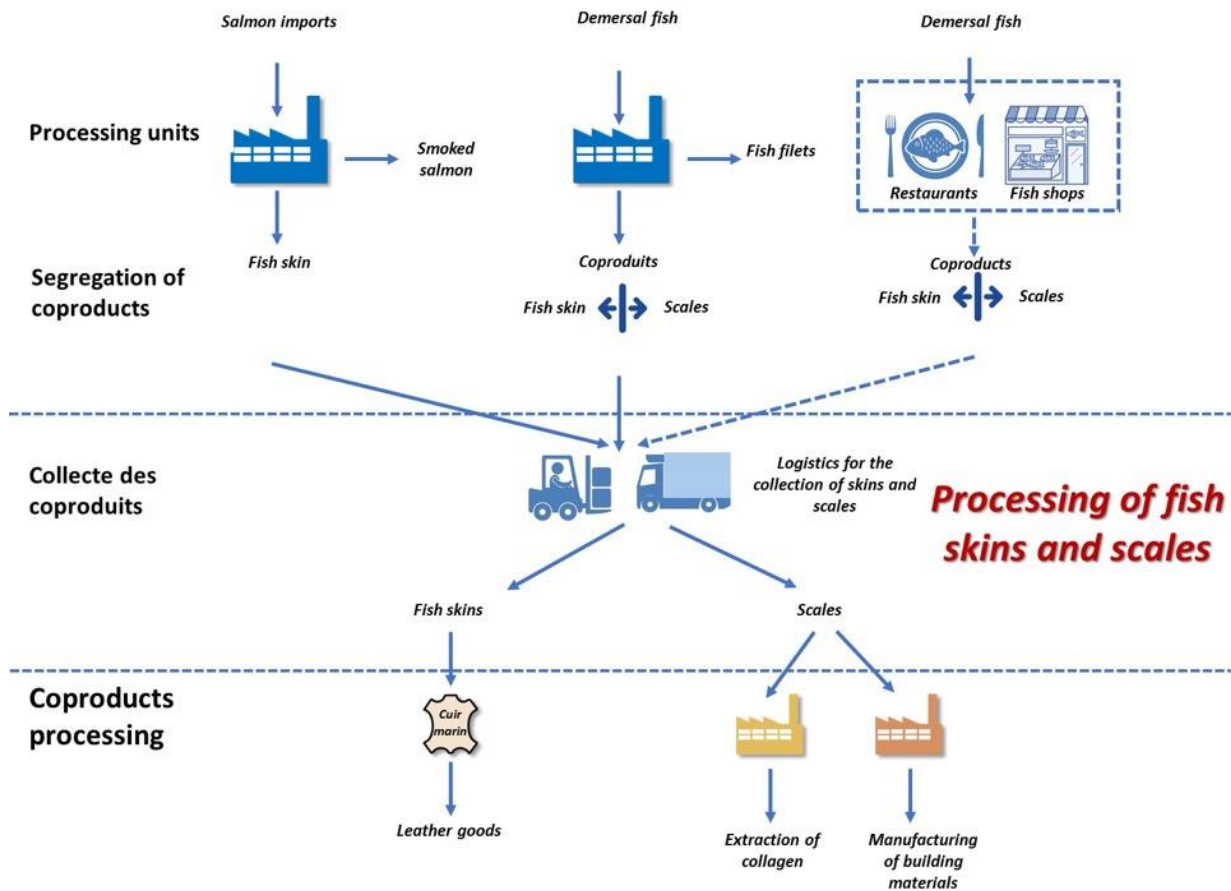 Salmon imports
Demersal fish
Demersal fish
Processing units
Smoked
salmon
Fish filets
Restaurants
Fish shops
Segregation of
coproducts
Fish skin
Coproduits
Fish skin
Scales
Coproducts
Fish skin
Scales
Collecte des
coproduits
Logistics for the
collection of skins and
scales
Processing of fish
skins and scales
Fish skins
Scales
Coproducts
processing
Cuir
marin
Leather goods
Extraction of
collagen
Manufacturing
of building
materials